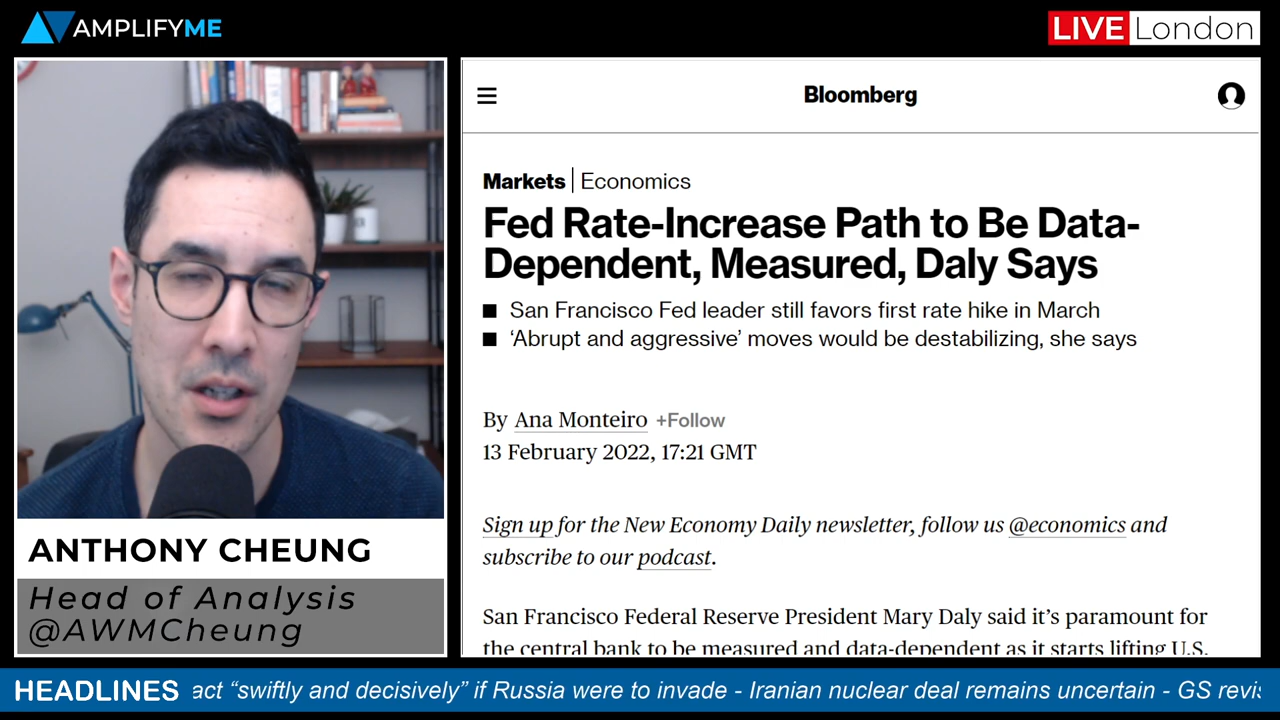 AMPLIFYME
LIVE London
Bloomberg
Markets | Economics
Fed Rate-Increase Path to Be Data-
Dependent, Measured, Daly Says
■ San Francisco Fed leader still favors first rate hike in March
■ ‘Abrupt and aggressive’ moves would be destabilizing, she says
By Ana Monteiro +Follow
13 February 2022, 17:21 GMT
Sign up for the New Economy Daily newsletter, follow us @economics and
subscribe to our podcast.
San Francisco Federal Reserve President Mary Daly said it’s paramount for
the central bank to be measured and data-dependent as it starts lifting U.S.
ANTHONY CHEUNG
Head of Analysis
@AWMCheung
HEADLINES act “swiftly and decisively” if Russia were to invade - Iranian nuclear deal remains uncertain - GS revis